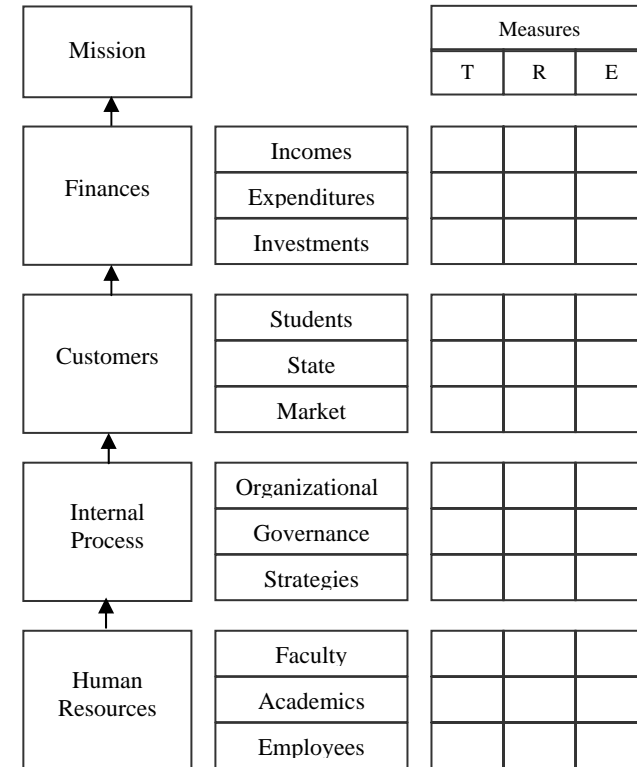 Mission
Measures
T R E
Finances
Incomes
Expenditures
Investments
Customers
Students
State
Market
Internal
Process
Organizational
Governance
Strategies
Human
Resources
Faculty
Academics
Employees